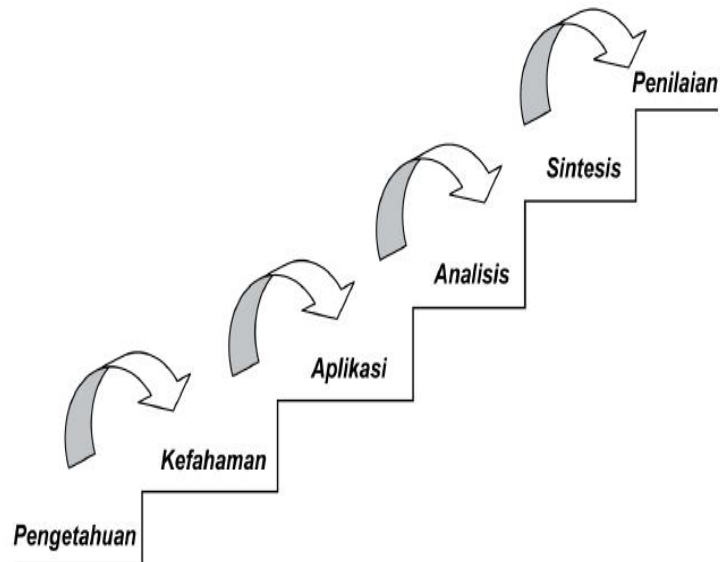 Penilaian
Sintesis
Analisis
Aplikasi
Kefahaman
Pengetahuan